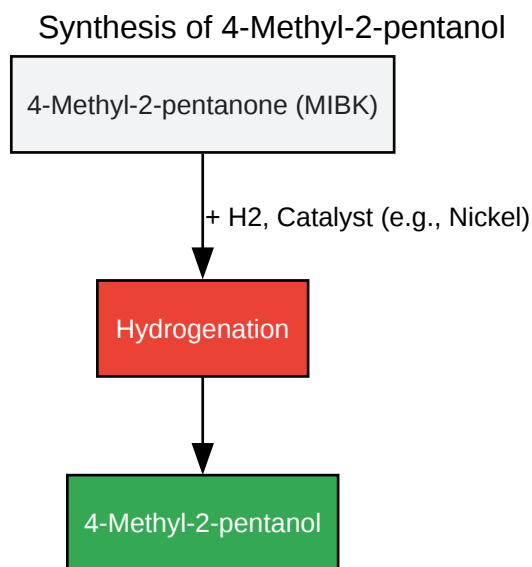 Synthesis of 4-Methyl-2-pentanol
4-Methyl-2-pentanone (MIBK)
+ H2, Catalyst (e.g., Nickel)
Hydrogenation
4-Methyl-2-pentanol